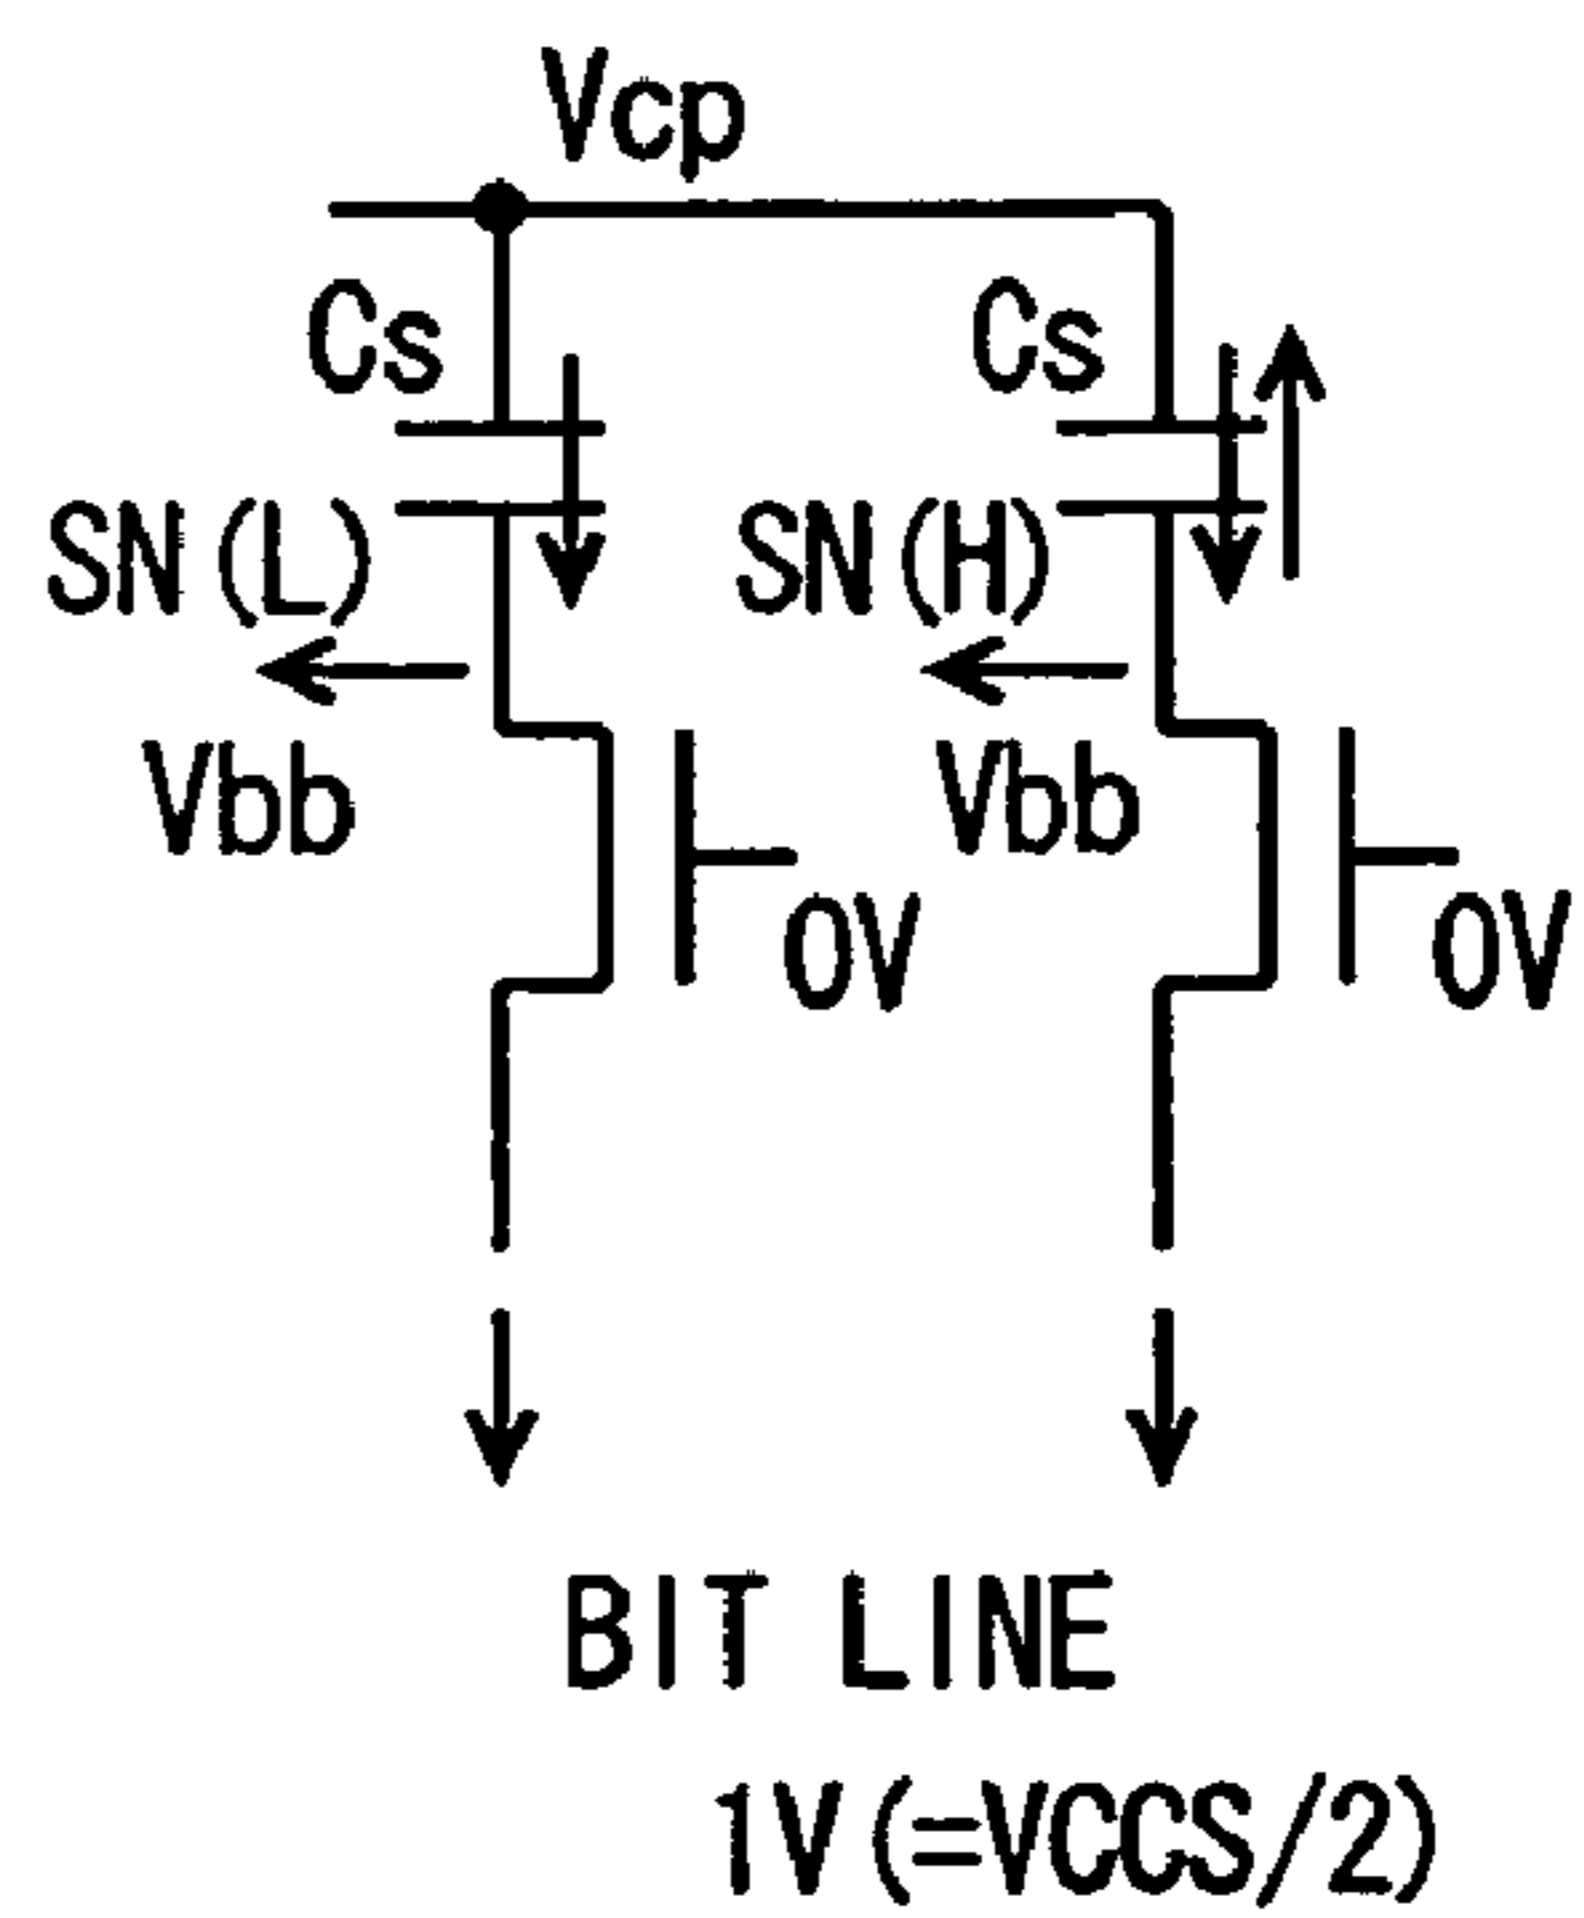 Vcp
Cs Cs
SN(L) SN(H)
Vbb Vbb
0V 0V
BIT LINE
1V(=VCCS/2)